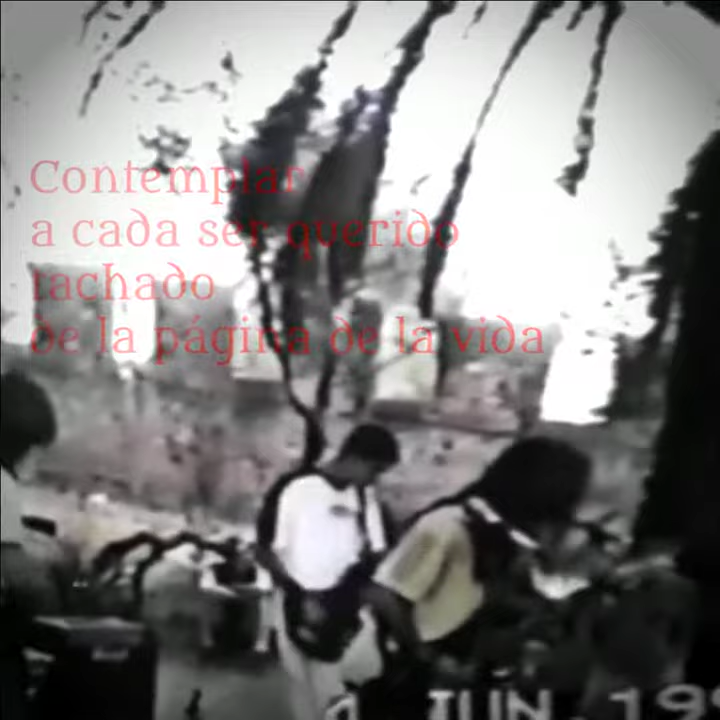 Contemplar
a cada ser querido
tachado
de la página de la vida
JUN 19